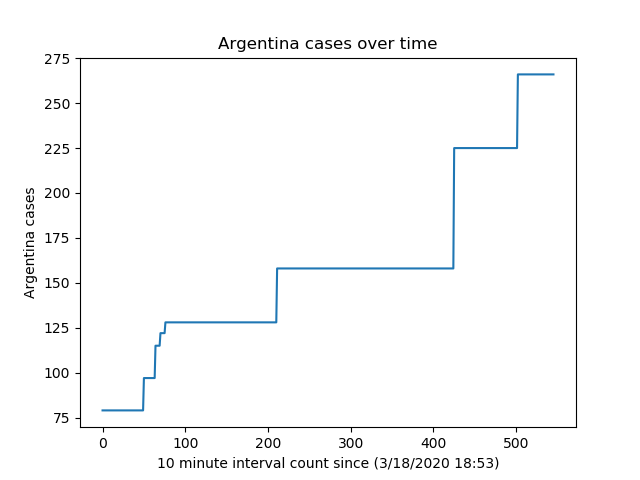 Argentina cases over time
275
250
225
200
175
150
125
100
75
Argentina cases
0 100 200 300 400 500
10 minute interval count since (3/18/2020 18:53)